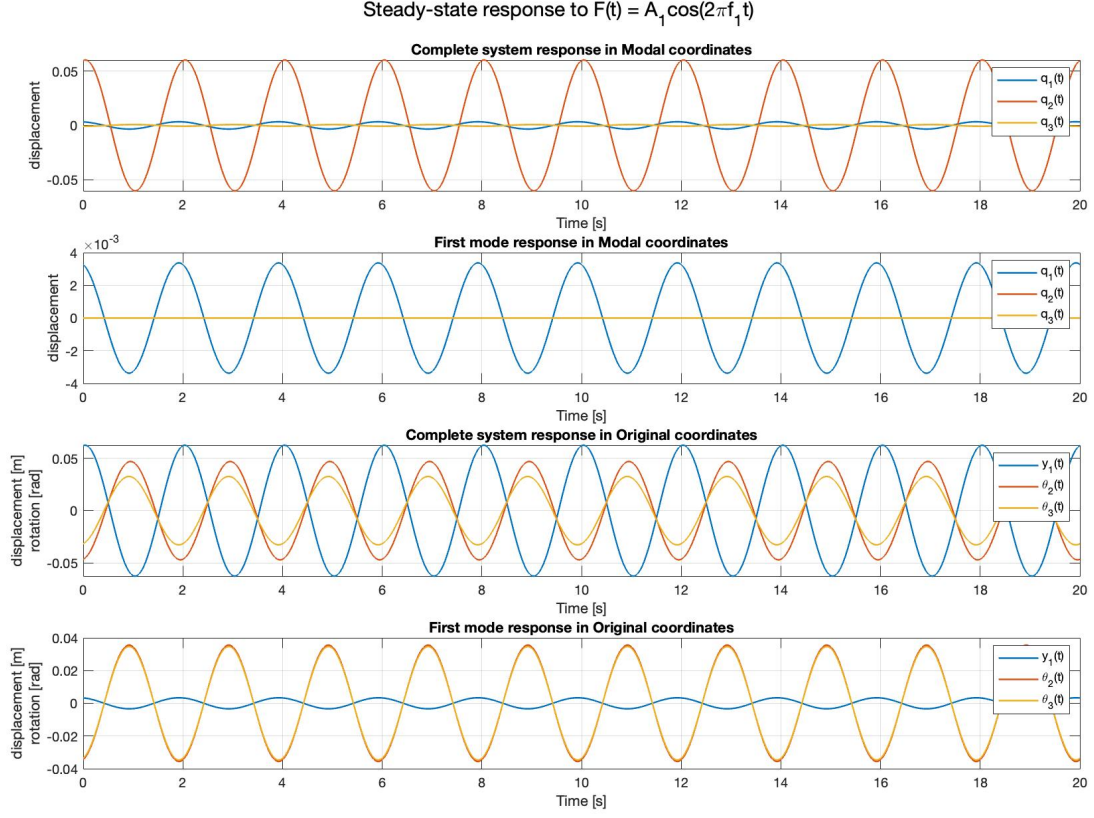 Steady-state response to F(t) = A₁cos(2πf₁t)
Complete system response in Modal coordinates
displacement
0.05
0
-0.05
q₁(t)
q₂(t)
q₃(t)
0 2 4 6 8 10 12 14 16 18 20
Time [s]
First mode response in Modal coordinates
×10⁻³
displacement
4
2
0
-2
-4
q₁(t)
q₂(t)
q₃(t)
0 2 4 6 8 10 12 14 16 18 20
Time [s]
Complete system response in Original coordinates
displacement [m]
rotation [rad]
0.05
0
-0.05
y₁(t)
θ₂(t)
θ₃(t)
0 2 4 6 8 10 12 14 16 18 20
Time [s]
First mode response in Original coordinates
displacement [m]
rotation [rad]
0.04
0.02
0
-0.02
-0.04
y₁(t)
θ₂(t)
θ₃(t)
0 2 4 6 8 10 12 14 16 18 20
Time [s]